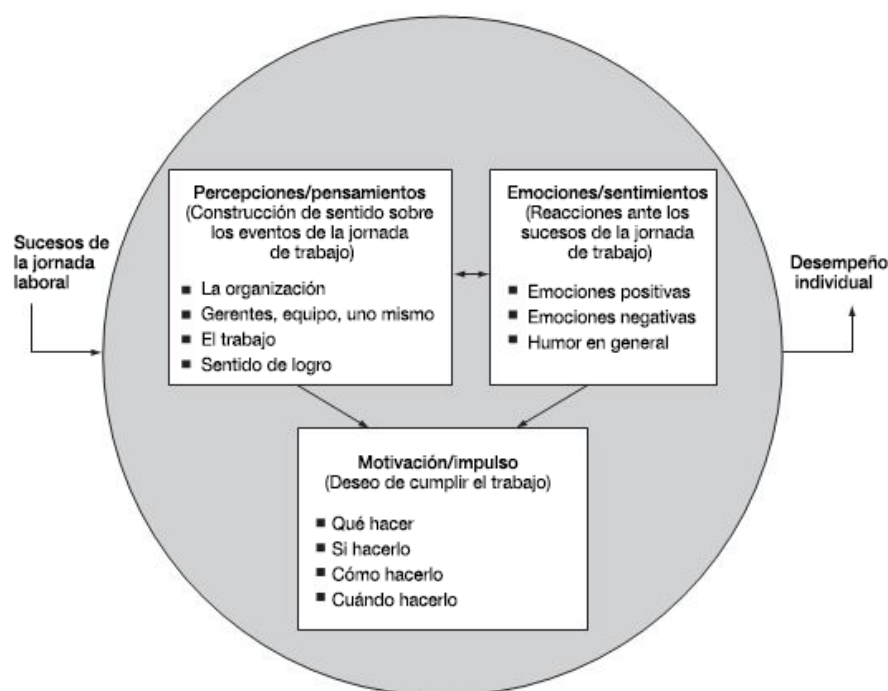 Sucesos de
la jornada
laboral
Percepciones/pensamientos
(Construcción de sentido sobre
los eventos de la jornada
de trabajo)
■ La organización
■ Gerentes, equipo, uno mismo
■ El trabajo
■ Sentido de logro
Emociones/sentimientos
(Reacciones ante los
sucesos de la jornada
de trabajo)
■ Emociones positivas
■ Emociones negativas
■ Humor en general
Motivación/impulso
(Deseo de cumplir el trabajo)
■ Qué hacer
■ Si hacerlo
■ Cómo hacerlo
■ Cuándo hacerlo
Desempeño
individual